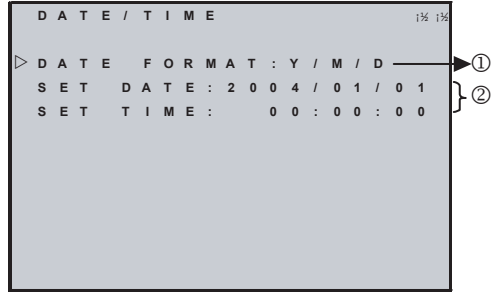 DATE/TIME ¡½ ¡½
▷DATE FORMAT:Y/M/D ①
SET DATE:2004/01/01 ②
SET TIME: 00:00:00